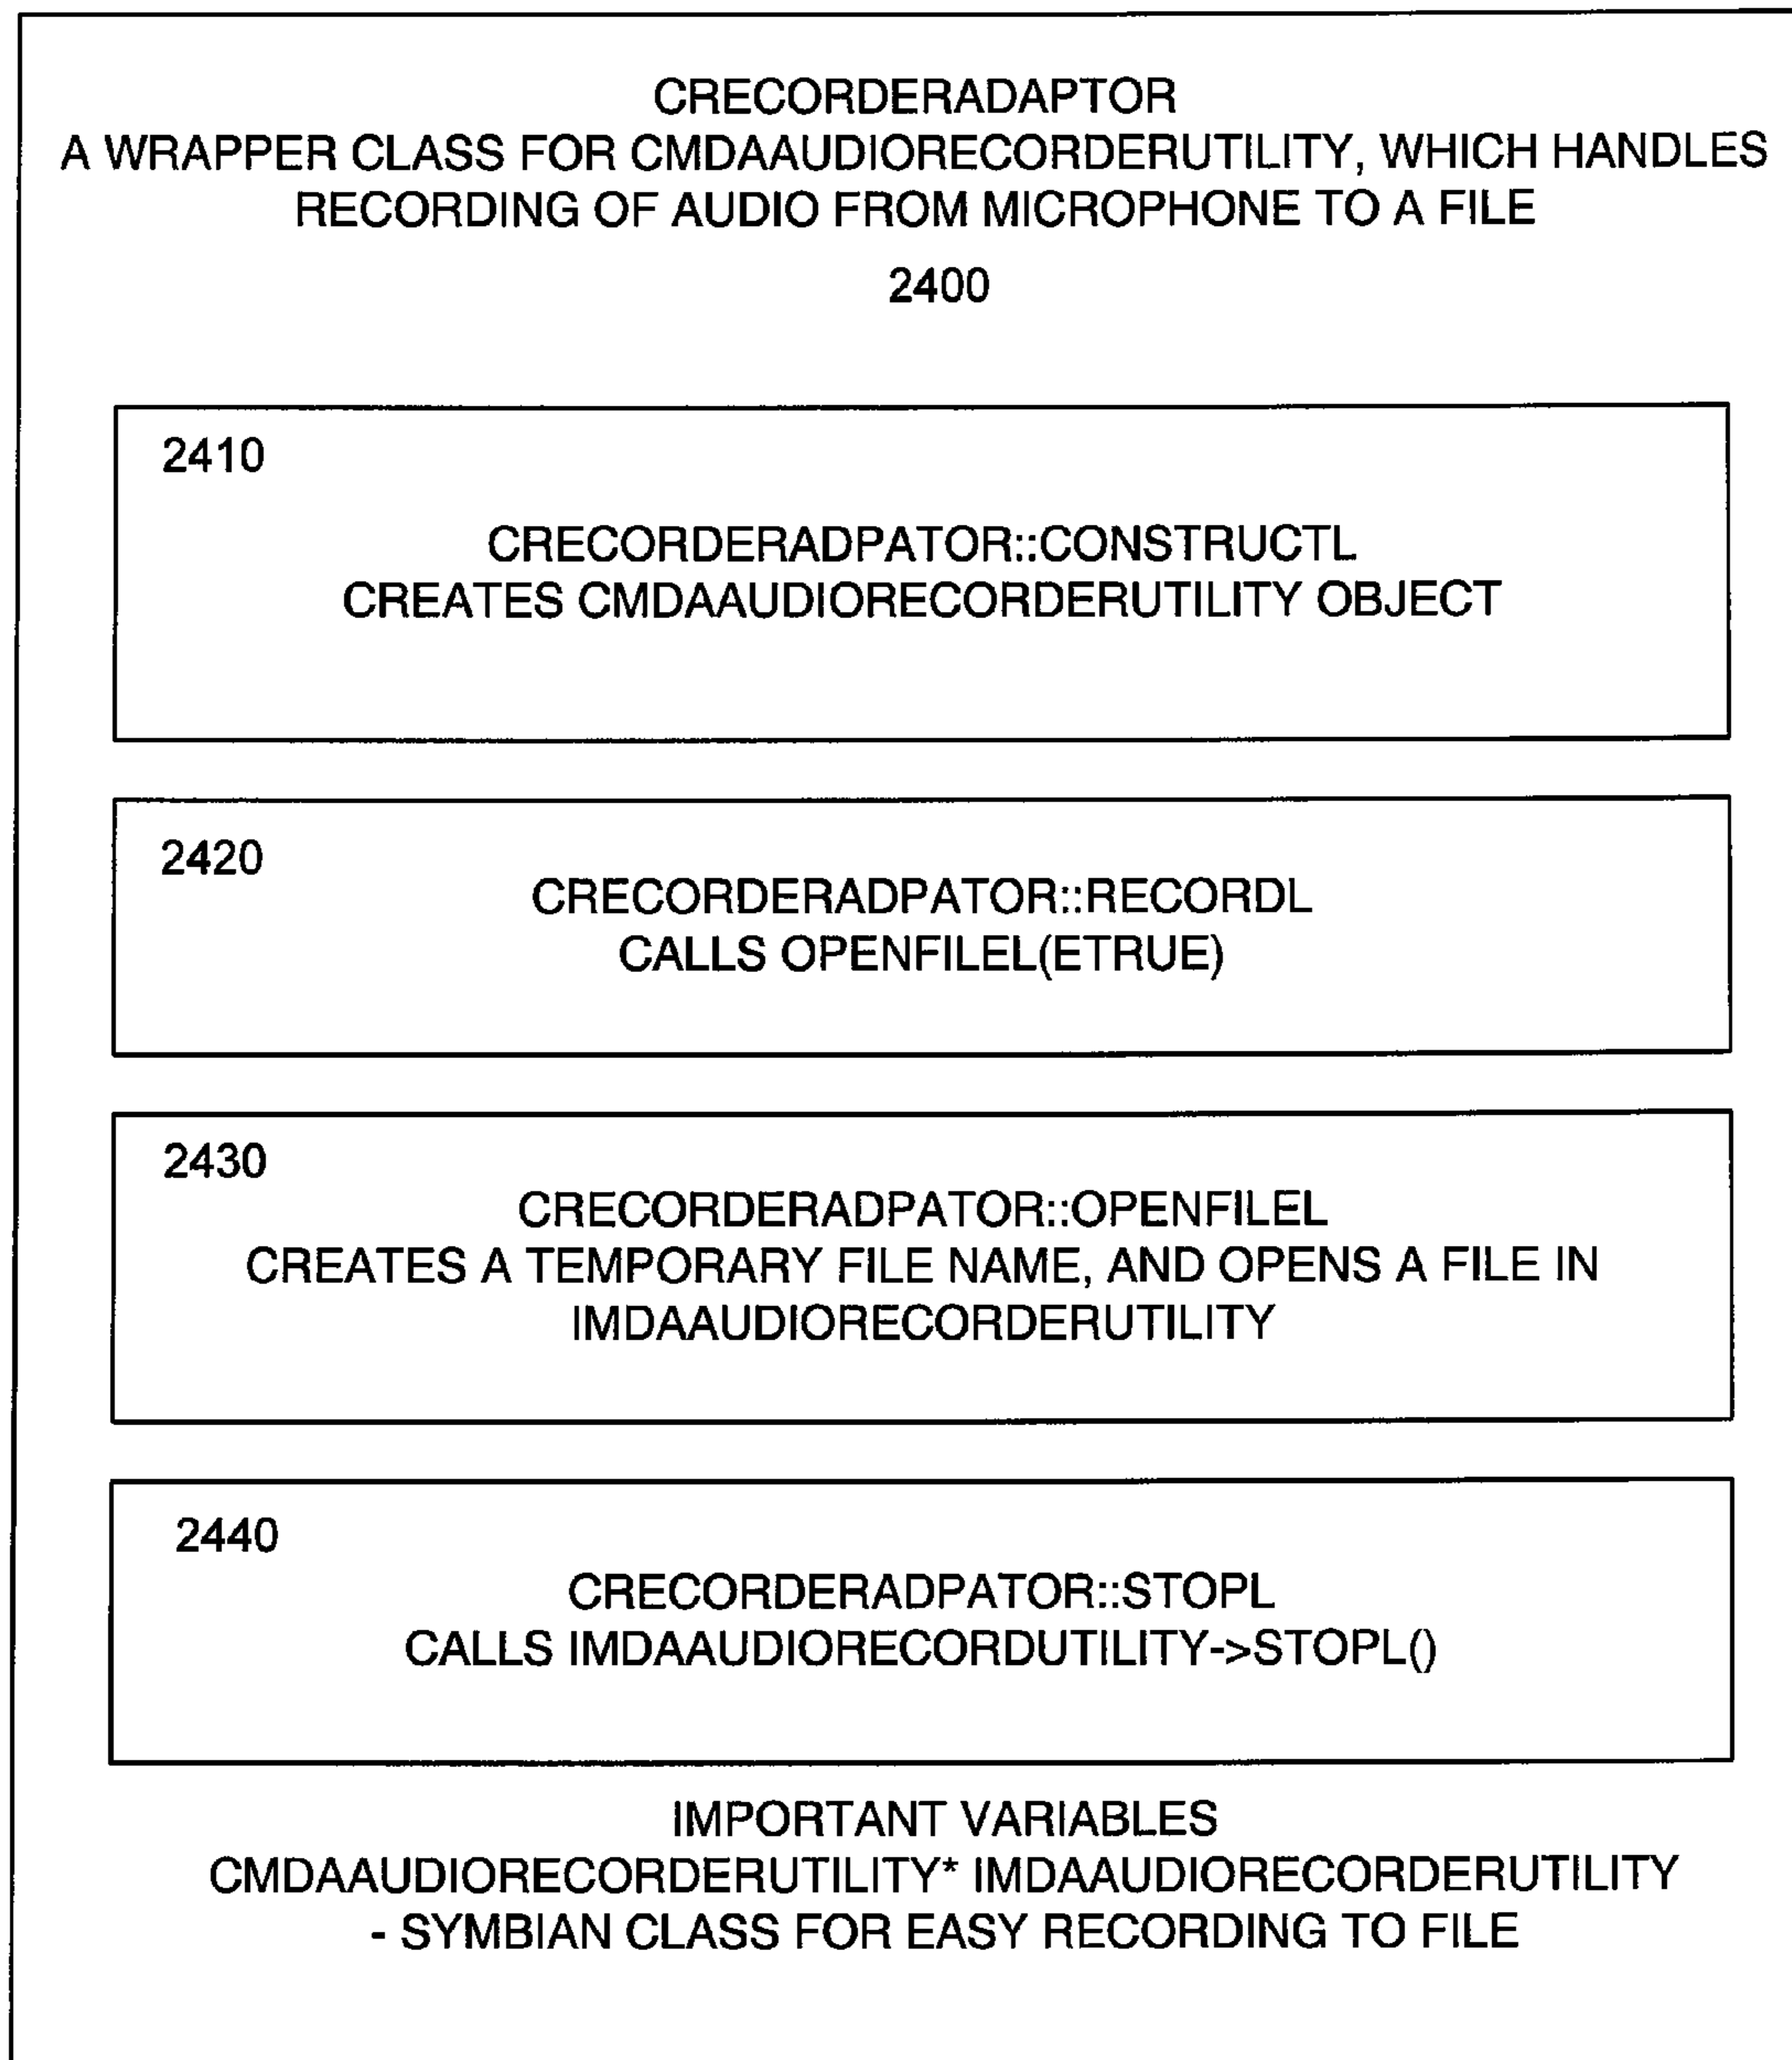 CRECORDERADAPTOR
A WRAPPER CLASS FOR CMDAAUDIORECORDERUTILITY, WHICH HANDLES
RECORDING OF AUDIO FROM MICROPHONE TO A FILE
2400
2410
CRECORDERADPATOR::CONSTRUCTL
CREATES CMDAAUDIORECORDERUTILITY OBJECT
2420
CRECORDERADPATOR::RECORDL
CALLS OPENFILEL(ETRUE)
2430
CRECORDERADPATOR::OPENFILEL
CREATES A TEMPORARY FILE NAME, AND OPENS A FILE IN
IMDAAUDIORECORDERUTILITY
2440
CRECORDERADPATOR::STOPL
CALLS IMDAAUDIORECORDUTILITY->STOPL()
IMPORTANT VARIABLES
CMDAAUDIORECORDERUTILITY* IMDAAUDIORECORDERUTILITY
- SYMBIAN CLASS FOR EASY RECORDING TO FILE